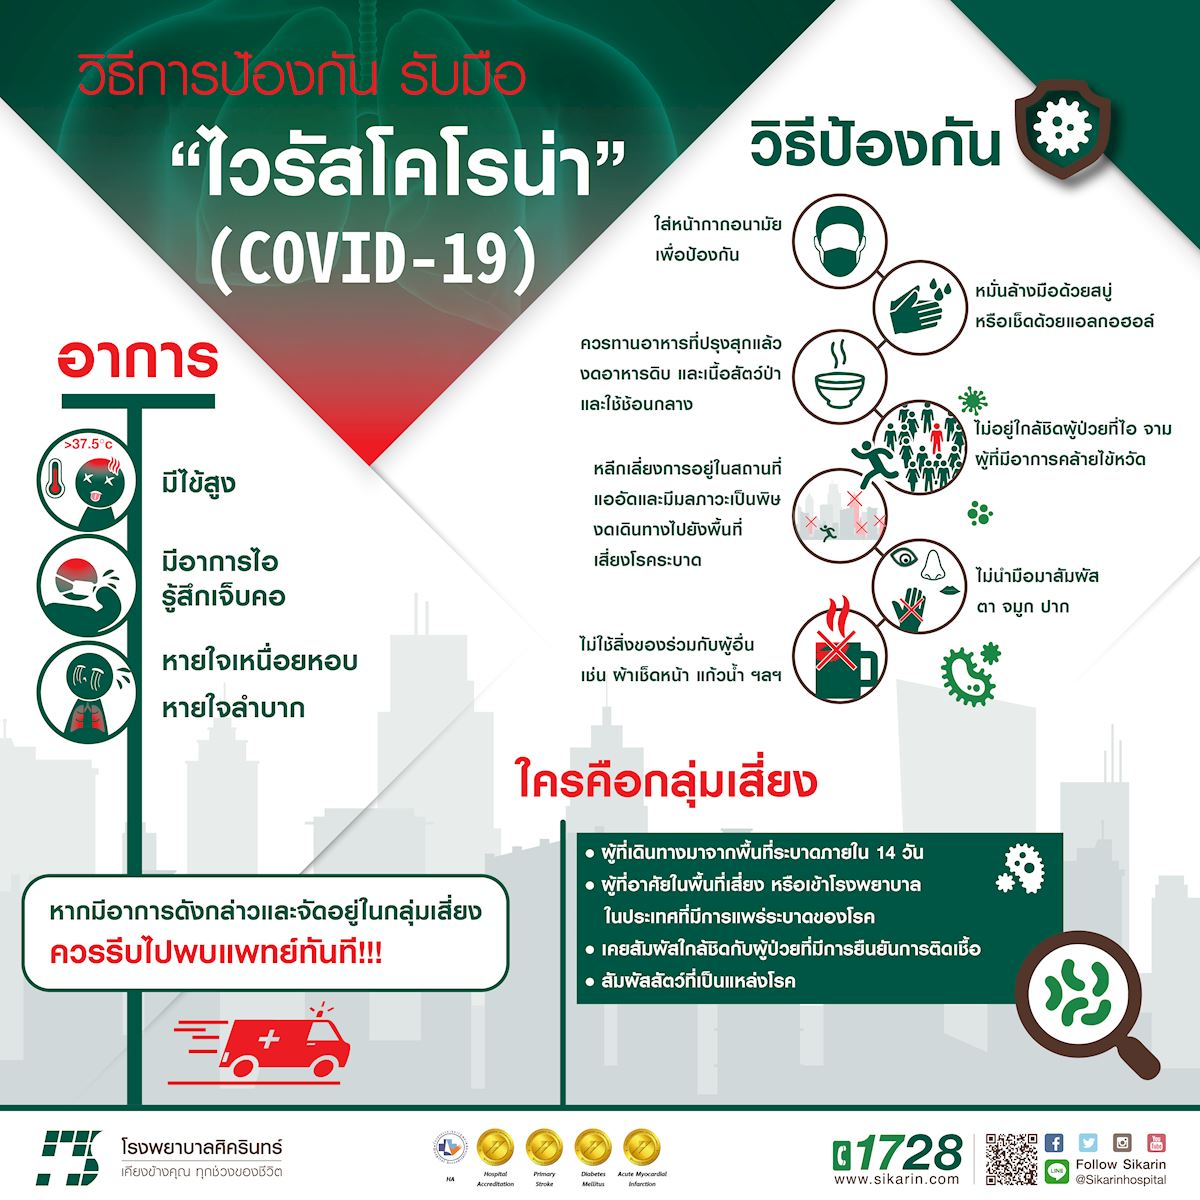 วิธีการป้องกัน รับมือ
“ไวรัสโคโรน่า”
(COVID-19)
อาการ
>37.5°c
มีไข้สูง
มีอาการไอ
รู้สึกเจ็บคอ
หายใจเหนื่อยหอบ
หายใจลำบาก
หากมีอาการดังกล่าวและจัดอยู่ในกลุ่มเสี่ยง
ควรรีบไปพบแพทย์ทันที!!!
วิธีป้องกัน
ใส่หน้ากากอนามัย
เพื่อป้องกัน
หมั่นล้างมือด้วยสบู่
หรือเช็ดด้วยแอลกอฮอล์
ควรทานอาหารที่ปรุงสุกแล้ว
งดอาหารดิบ และเนื้อสัตว์ป่า
และใช้ช้อนกลาง
ไม่อยู่ใกล้ชิดผู้ป่วยที่ไอ จาม
ผู้ที่มีอาการคล้ายไข้หวัด
หลีกเลี่ยงการอยู่ในสถานที่
แออัดและมีมลภาวะเป็นพิษ
งดเดินทางไปยังพื้นที่
เสี่ยงโรคระบาด
ไม่นำมือมาสัมผัส
ตา จมูก ปาก
ไม่ใช้สิ่งของร่วมกับผู้อื่น
เช่น ผ้าเช็ดหน้า แก้วน้ำ ฯลฯ
ใครคือกลุ่มเสี่ยง
• ผู้ที่เดินทางมาจากพื้นที่ระบาดภายใน 14 วัน
• ผู้ที่อาศัยในพื้นที่เสี่ยง หรือเข้าโรงพยาบาล
ในประเทศที่มีการแพร่ระบาดของโรค
• เคยสัมผัสใกล้ชิดกับผู้ป่วยที่มีการยืนยันการติดเชื้อ
• สัมผัสสัตว์ที่เป็นแหล่งโรค
โรงพยาบาลศิครินทร์
เคียงข้างคุณ ทุกช่วงของชีวิต
HA
Hospital
Accreditation
Primary
Stroke
Diabetes
Mellitus
Acute Myocardial
Infarction
1728
www.sikarin.com
LINE
Follow Sikarin
@Sikarinhospital